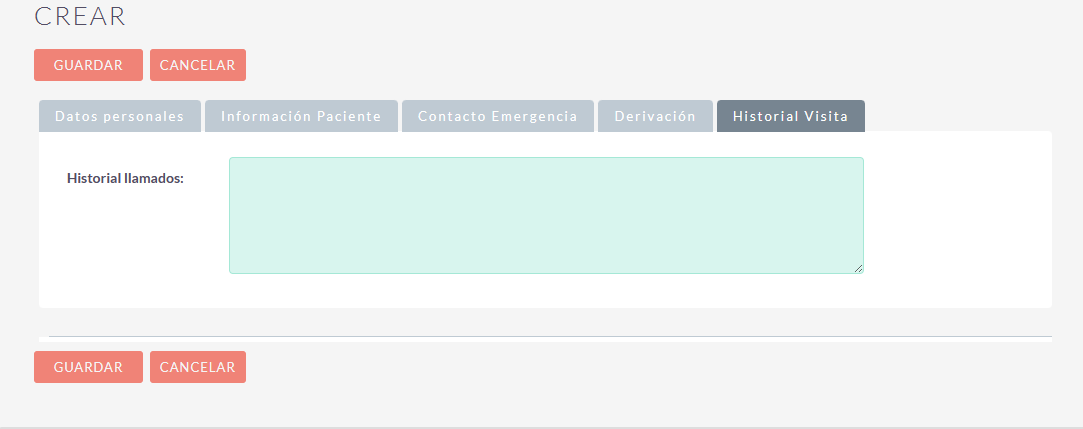 CREAR
GUARDAR CANCELAR
Datos personales Información Paciente Contacto Emergencia Derivación Historial Visita
Historial llamados:
GUARDAR CANCELAR